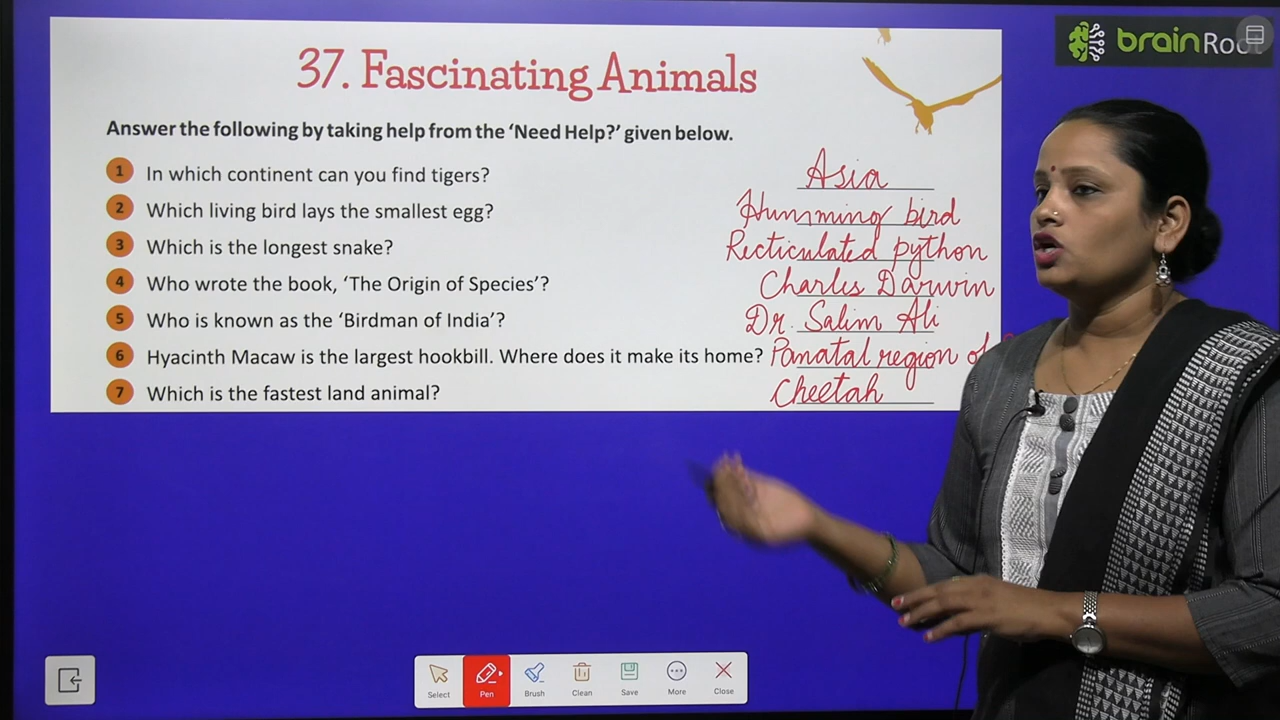 brainRoot
37. Fascinating Animals
Answer the following by taking help from the ‘Need Help?’ given below.
1 In which continent can you find tigers? Asia
2 Which living bird lays the smallest egg? Humming bird
3 Which is the longest snake? Recticulated python
4 Who wrote the book, ‘The Origin of Species’? Charles Darwin
5 Who is known as the ‘Birdman of India’? Dr. Salim Ali
6 Hyacinth Macaw is the largest hookbill. Where does it make its home? Panatal region of
7 Which is the fastest land animal? Cheetah
Select Pen Brush Clean Save More Close